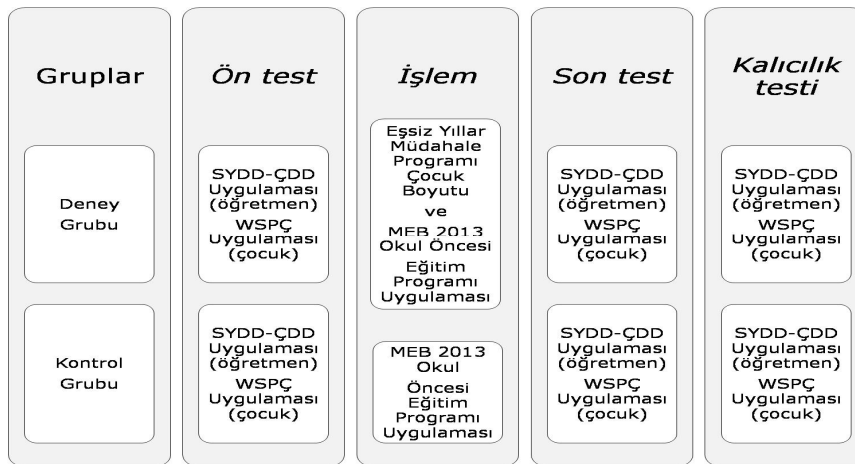 Gruplar
Deney
Grubu
Kontrol
Grubu
Ön test
SYDD-ÇDD
Uygulaması
(öğretmen)
WSPÇ
Uygulaması
(çocuk)
SYDD-ÇDD
Uygulaması
(öğretmen)
WSPÇ
Uygulaması
(çocuk)
İşlem
Eşsiz Yıllar
Müdahale
Programı
Çocuk
Boyutu
ve
MEB 2013
Okul Öncesi
Eğitim
Programı
Uygulaması
MEB 2013
Okul
Öncesi
Eğitim
Programı
Uygulaması
Son test
SYDD-ÇDD
Uygulaması
(öğretmen)
WSPÇ
Uygulaması
(çocuk)
SYDD-ÇDD
Uygulaması
(öğretmen)
WSPÇ
Uygulaması
(çocuk)
Kalıcılık
testi
SYDD-ÇDD
Uygulaması
(öğretmen)
WSPÇ
Uygulaması
(çocuk)
SYDD-ÇDD
Uygulaması
(öğretmen)
WSPÇ
Uygulaması
(çocuk)